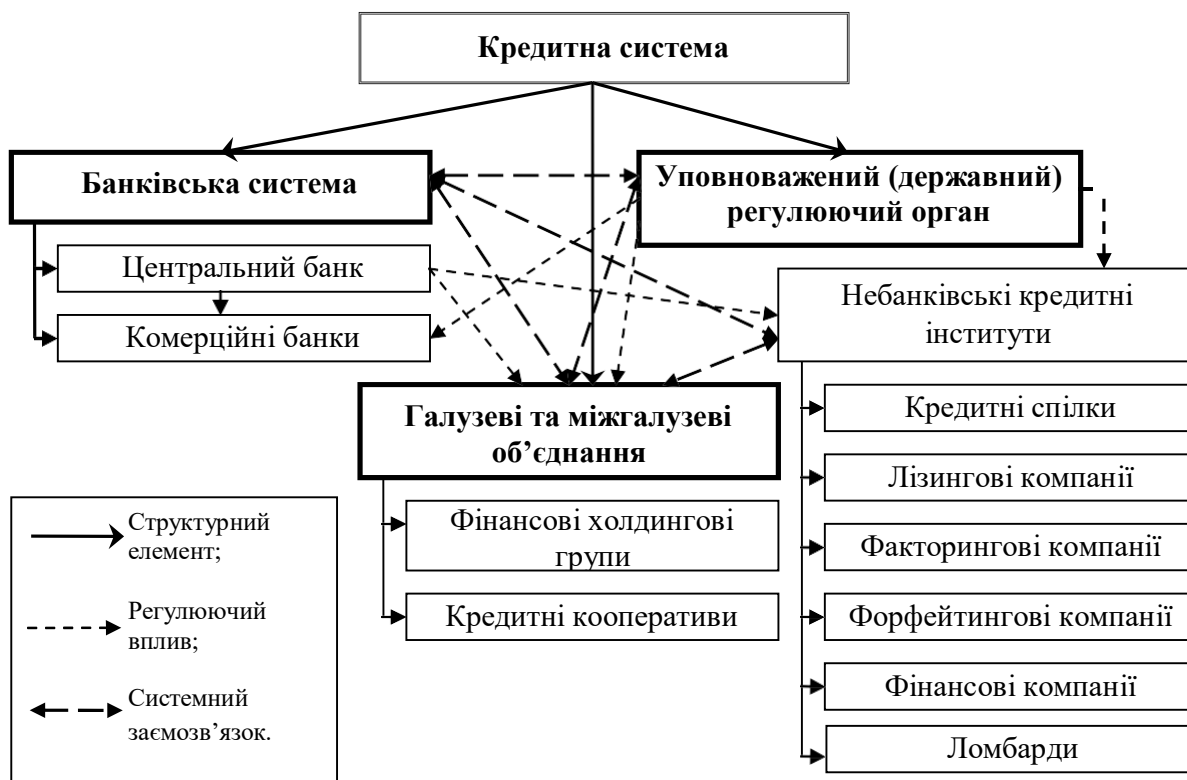 Кредитна система
Банківська система
Уповноважений (державний)
регулюючий орган
Центральний банк
Комерційні банки
Небанківські кредитні
інститути
Галузеві та міжгалузеві
об’єднання
Фінансові холдингові
групи
Кредитні кооперативи
Кредитні спілки
Лізингові компанії
Факторингові компанії
Форфейтингові компанії
Фінансові компанії
Ломбарди
Структурний
елемент;
Регулюючий
вплив;
Системний
заємозв’язок.